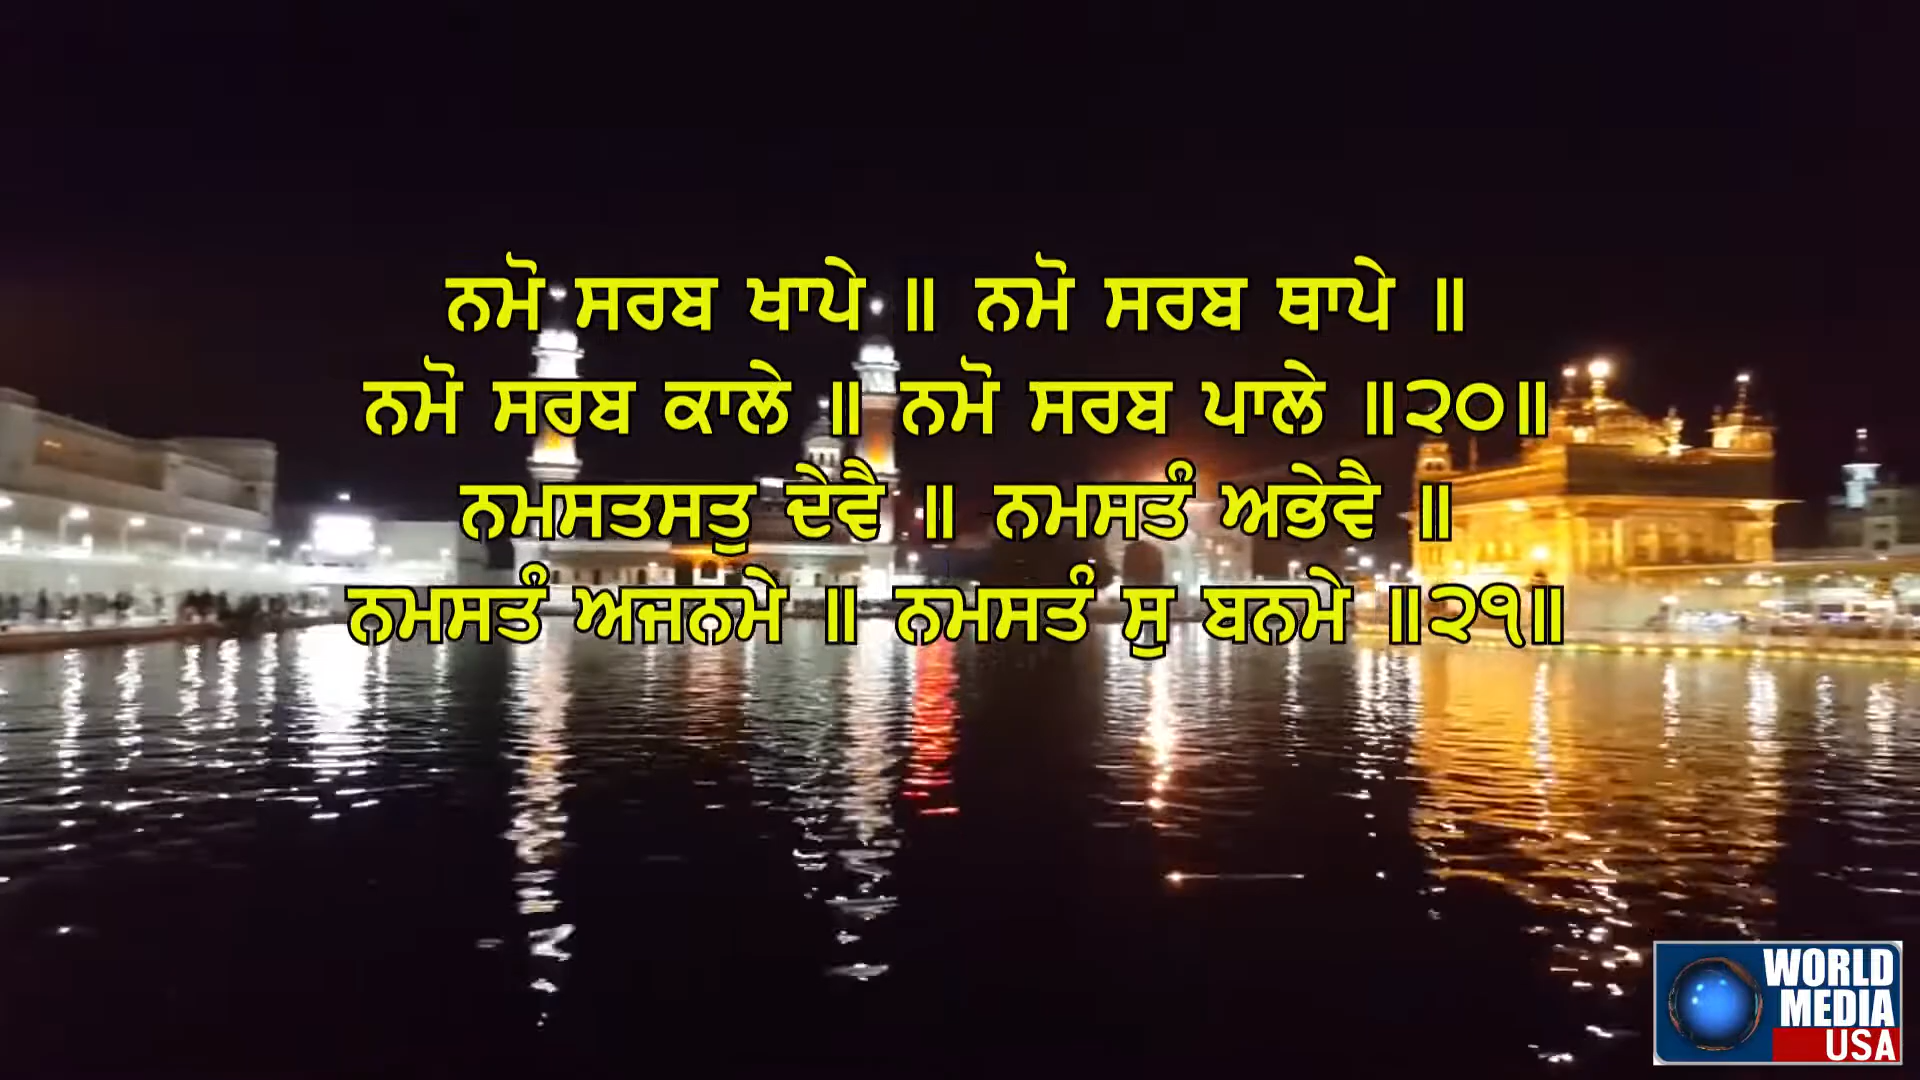 ਨਮੋ ਸਰਬ ਖਾਪੇ ॥ ਨਮੋ ਸਰਬ ਥਾਪੇ ॥
ਨਮੋ ਸਰਬ ਕਾਲੇ ॥ ਨਮੋ ਸਰਬ ਪਾਲੇ ॥੨੦॥
ਨਮਸਤਸਤੁ ਦੇਵੈ ॥ ਨਮਸਤੰ ਅਭੇਵੈ ॥
ਨਮਸਤੰ ਅਜਨਮੇ ॥ ਨਮਸਤੰ ਸੁ ਬਨਮੇ ॥੨੧॥
WORLD
MEDIA
USA